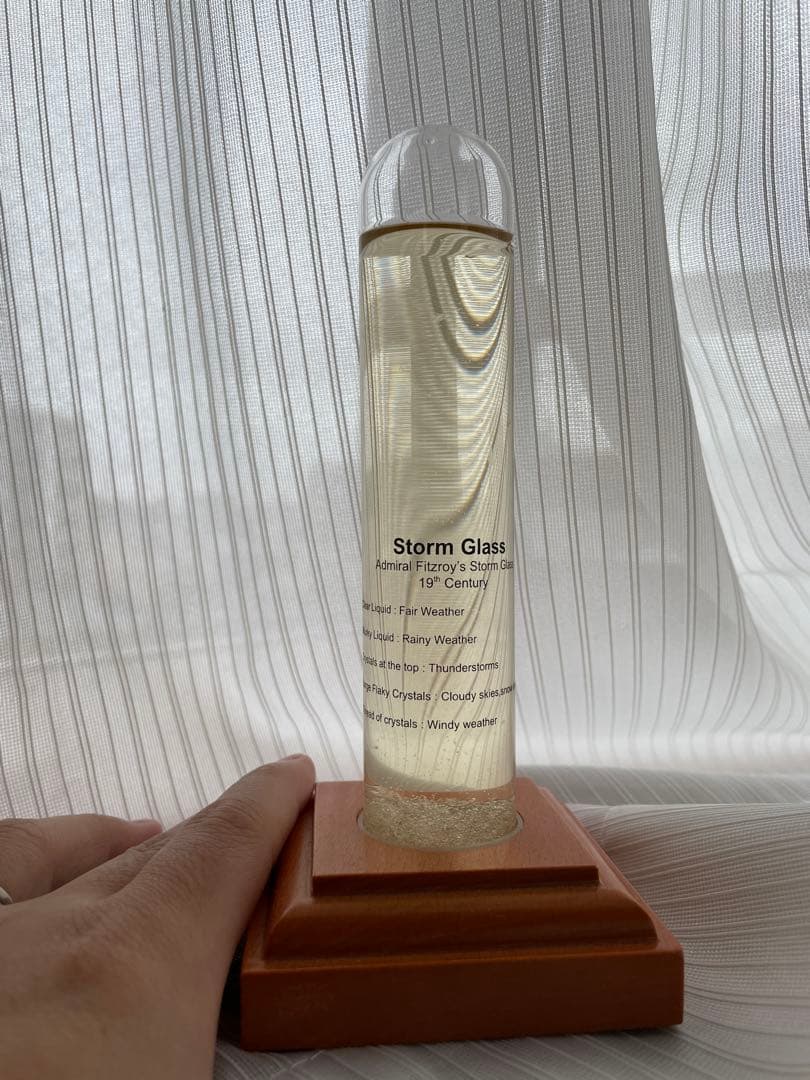 Storm Glass
Admiral Fitzroy's Storm Glass
19th Century
Liquid : Fair Weather
Liquid : Rainy Weather
at the top : Thunderstorms
Flaky Crystals : Cloudy skies,snow
of crystals : Windy weather